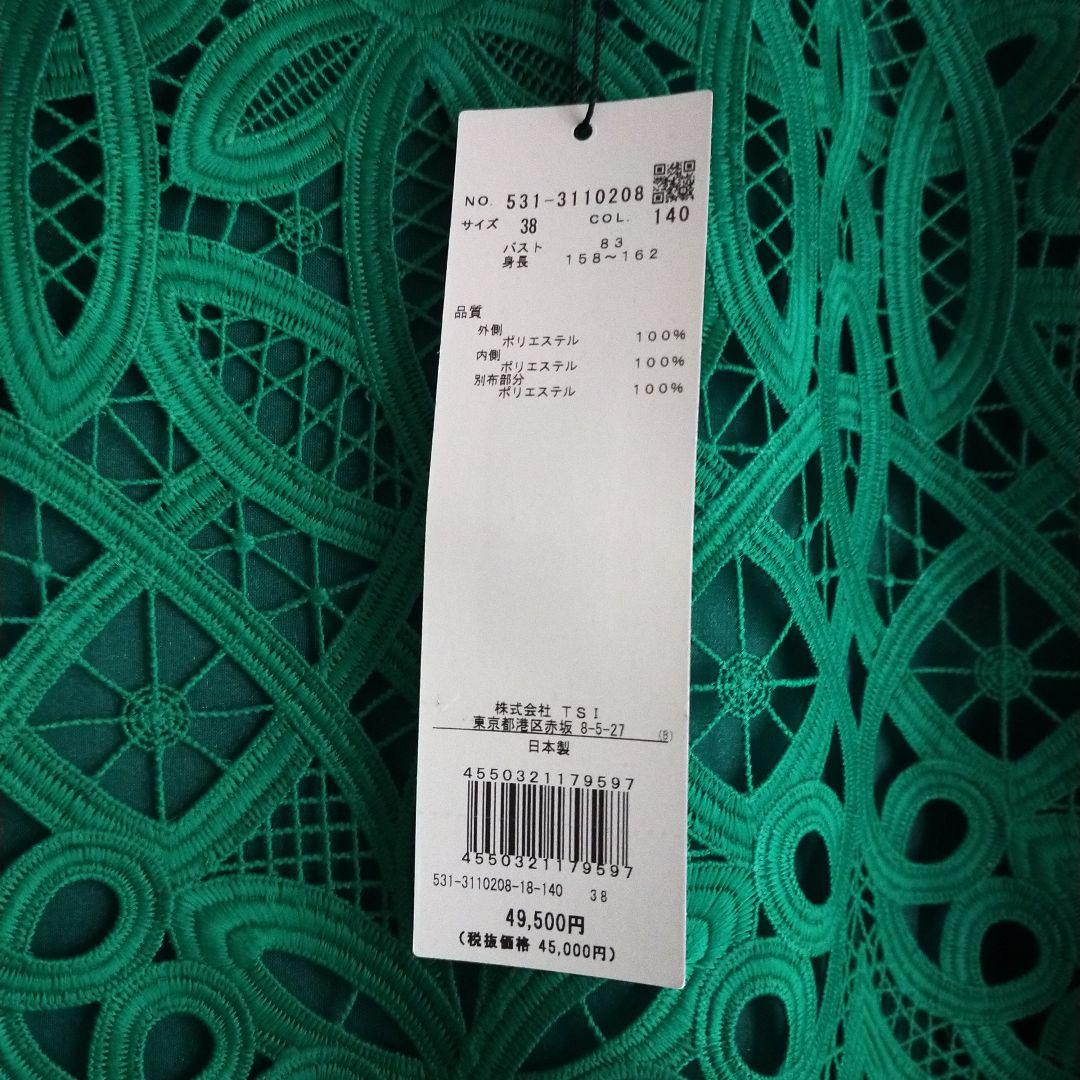 NO. 531-3110208
サイズ 38 COL. 140
バスト 83
身長 158～162
品質
外側
ポリエステル 100%
内側
ポリエステル 100%
別布部分
ポリエステル 100%
株式会社 TSI
東京都港区赤坂 8-5-27 (B)
日本製
4550321179597
4550321179597
531-3110208-18-140 38
49,500円
(税抜価格 45,000円)